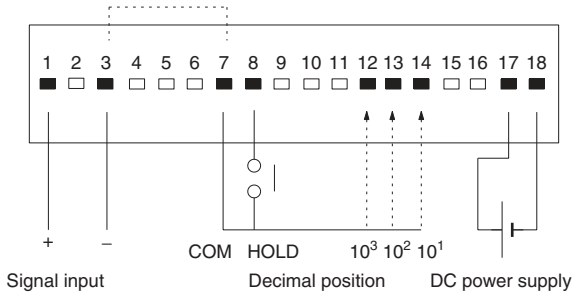 1 2 3 4 5 6 7 8 9 10 11 12 13 14 15 16 17 18
+ − COM HOLD 10³ 10² 10¹
Signal input Decimal position DC power supply